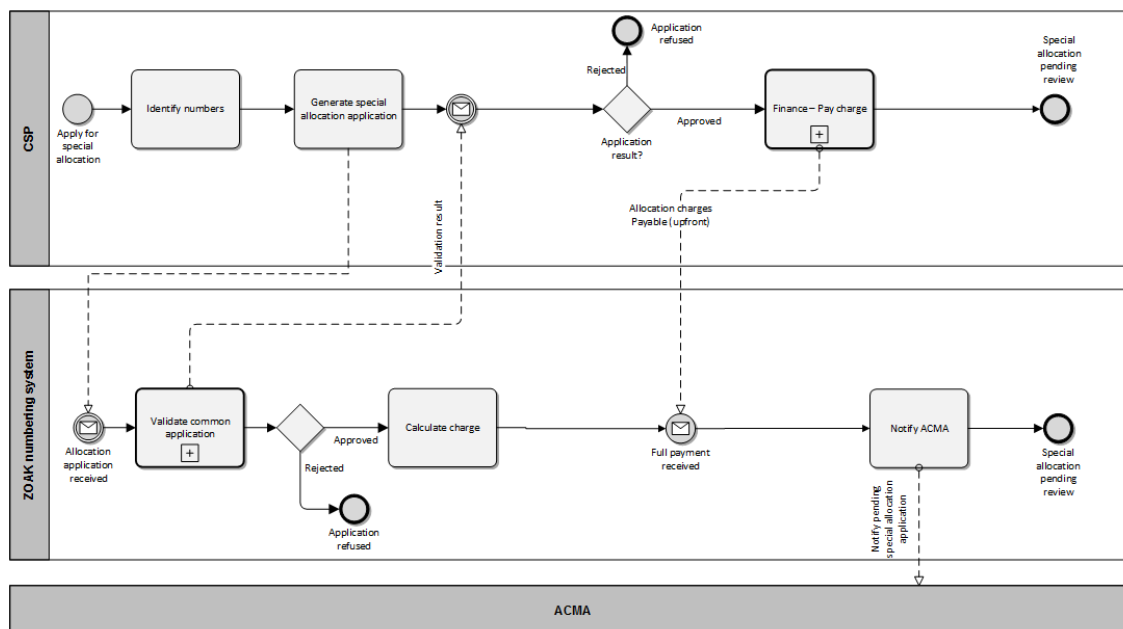 CSP
Apply for
special
allocation
Identify numbers
Generate special
allocation application
Validation result
Application
refused
Rejected
Application
result?
Approved
Finance – Pay charge
Special
allocation
pending
review
Allocation charges
Payable (upfront)
ZOAK numbering system
Allocation
application
received
Validate common
application
Approved
Rejected
Application
refused
Calculate charge
Full payment
received
Notify ACMA
Notify pending
special allocation
application
Special
allocation
pending
review
ACMA